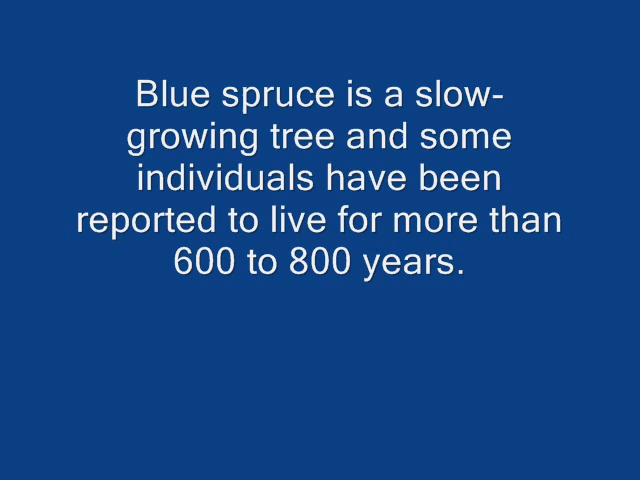 Blue spruce is a slow-
growing tree and some
individuals have been
reported to live for more than
600 to 800 years.